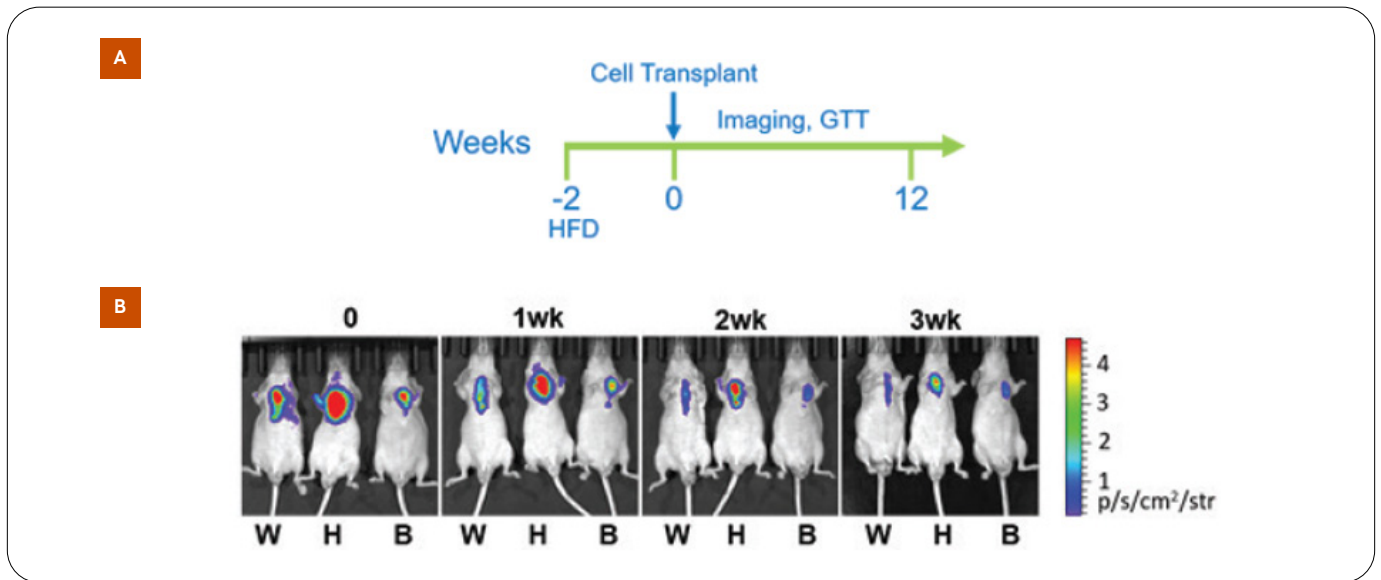 A
Cell Transplant
Imaging, GTT
Weeks
-2 0 12
HFD
B
0 1wk 2wk 3wk
4
3
2
1
p/s/cm²/str
W H B W H B W H B W H B